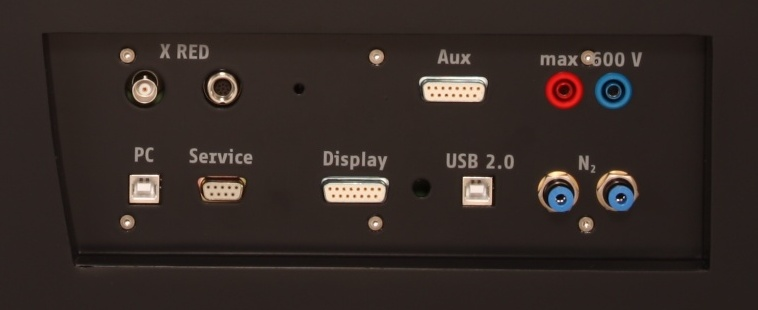 X RED
Aux
max 600 V
PC
Service
Display
USB 2.0
N₂